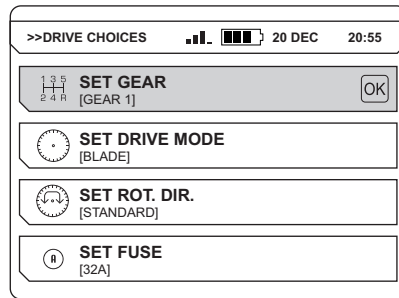 >>DRIVE CHOICES 20 DEC 20:55
1 3 5
2 4 R
SET GEAR
[GEAR 1]
OK
SET DRIVE MODE
[BLADE]
SET ROT. DIR.
[STANDARD]
A
SET FUSE
[32A]